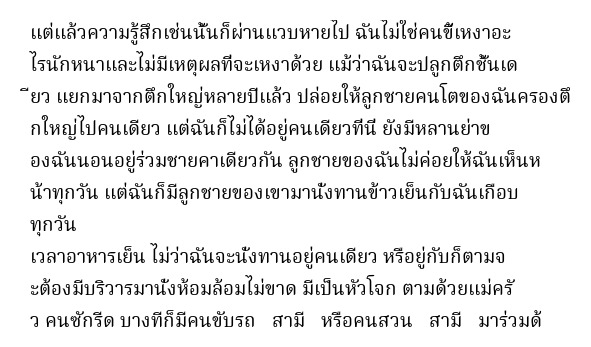 แต่แล้วความรู้สึกเช่นนั้นก็ผ่านแวบหายไป ฉันไม่ใช่คนขี้เหงาอะ
ไรนักหนาและไม่มีเหตุผลที่จะเหงาด้วย แม้ว่าฉันจะปลูกตึกชั้นเด
ียว แยกมาจากตึกใหญ่หลายปีแล้ว ปล่อยให้ลูกชายคนโตของฉันครองตึ
กใหญ่ไปคนเดียว แต่ฉันก็ไม่ได้อยู่คนเดียวที่นี่ ยังมีหลานย่าข
องฉันนอนอยู่ร่วมชายคาเดียวกัน ลูกชายของฉันไม่ค่อยให้ฉันเห็นห
น้าทุกวัน แต่ฉันก็มีลูกชายของเขามานั่งทานข้าวเย็นกับฉันเกือบ
ทุกวัน
เวลาอาหารเย็น ไม่ว่าฉันจะนั่งทานอยู่คนเดียว หรือยู่กับก็ตามจ
ะต้องมีบริวารมานั่งห้อมล้อมไม่ขาด มีเป็นหัวโจก ตามด้วยแม่ครั
ว คนซักรีด บางทีก็มีคนขับรถ สามี หรือคนสวน สามี มาร่วมด้